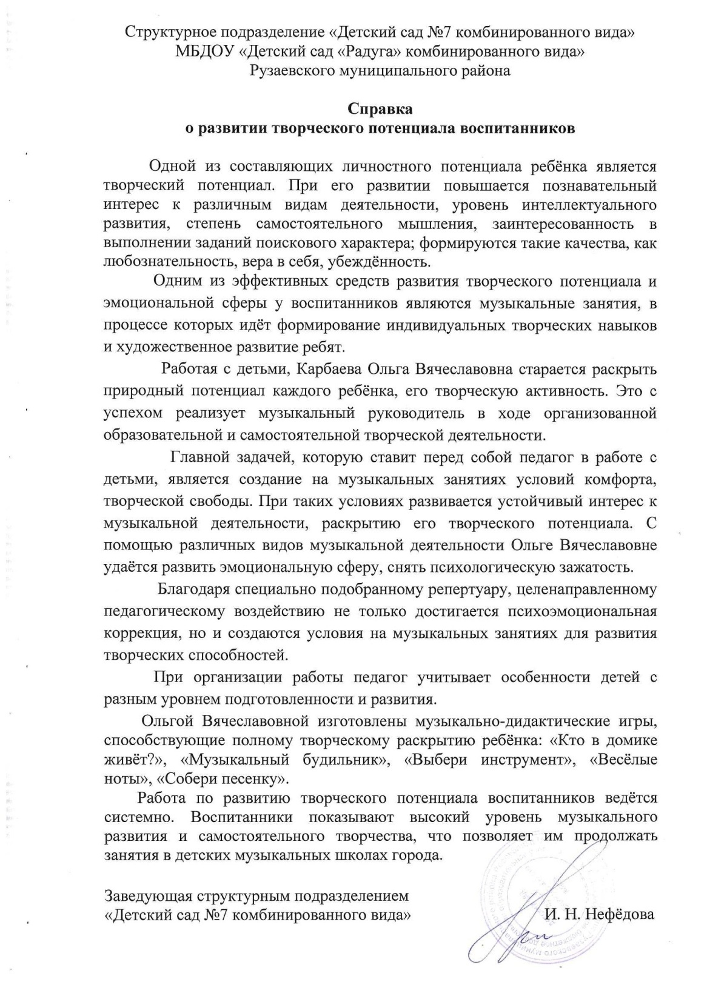 Структурное подразделение «Детский сад №7 комбинированного вида»
МБДОУ «Детский сад «Радуга» комбинированного вида»
Рузаевского муниципального района
Справка
о развитии творческого потенциала воспитанников
Одной из составляющих личностного потенциала ребёнка является
творческий потенциал. При его развитии повышается познавательный
интерес к различным видам деятельности, уровень интеллектуального
развития, степень самостоятельного мышления, заинтересованность в
выполнении заданий поискового характера; формируются такие качества, как
любознательность, вера в себя, убеждённость.
Одним из эффективных средств развития творческого потенциала и
эмоциональной сферы у воспитанников являются музыкальные занятия, в
процессе которых идёт формирование индивидуальных творческих навыков
и художественное развитие ребят.
Работая с детьми, Карбаева Ольга Вячеславовна старается раскрыть
природный потенциал каждого ребёнка, его творческую активность. Это с
успехом реализует музыкальный руководитель в ходе организованной
образовательной и самостоятельной творческой деятельности.
Главной задачей, которую ставит перед собой педагог в работе с
детьми, является создание на музыкальных занятиях условий комфорта,
творческой свободы. При таких условиях развивается устойчивый интерес к
музыкальной деятельности, раскрытию его творческого потенциала. С
помощью различных видов музыкальной деятельности Ольге Вячеславовне
удаётся развить эмоциональную сферу, снять психологическую зажатость.
Благодаря специально подобранному репертуару, целенаправленному
педагогическому воздействию не только достигается психоэмоциональная
коррекция, но и создаются условия на музыкальных занятиях для развития
творческих способностей.
При организации работы педагог учитывает особенности детей с
разным уровнем подготовленности и развития.
Ольгой Вячеславовной изготовлены музыкально-дидактические игры,
способствующие полному творческому раскрытию ребёнка: «Кто в домике
живёт?», «Музыкальный будильник», «Выбери инструмент», «Весёлые
ноты», «Собери песенку».
Работа по развитию творческого потенциала воспитанников ведётся
системно. Воспитанники показывают высокий уровень музыкального
развития и самостоятельного творчества, что позволяет им продолжать
занятия в детских музыкальных школах города.
Заведующая структурным подразделением
«Детский сад №7 комбинированного вида» И. Н. Нефёдова